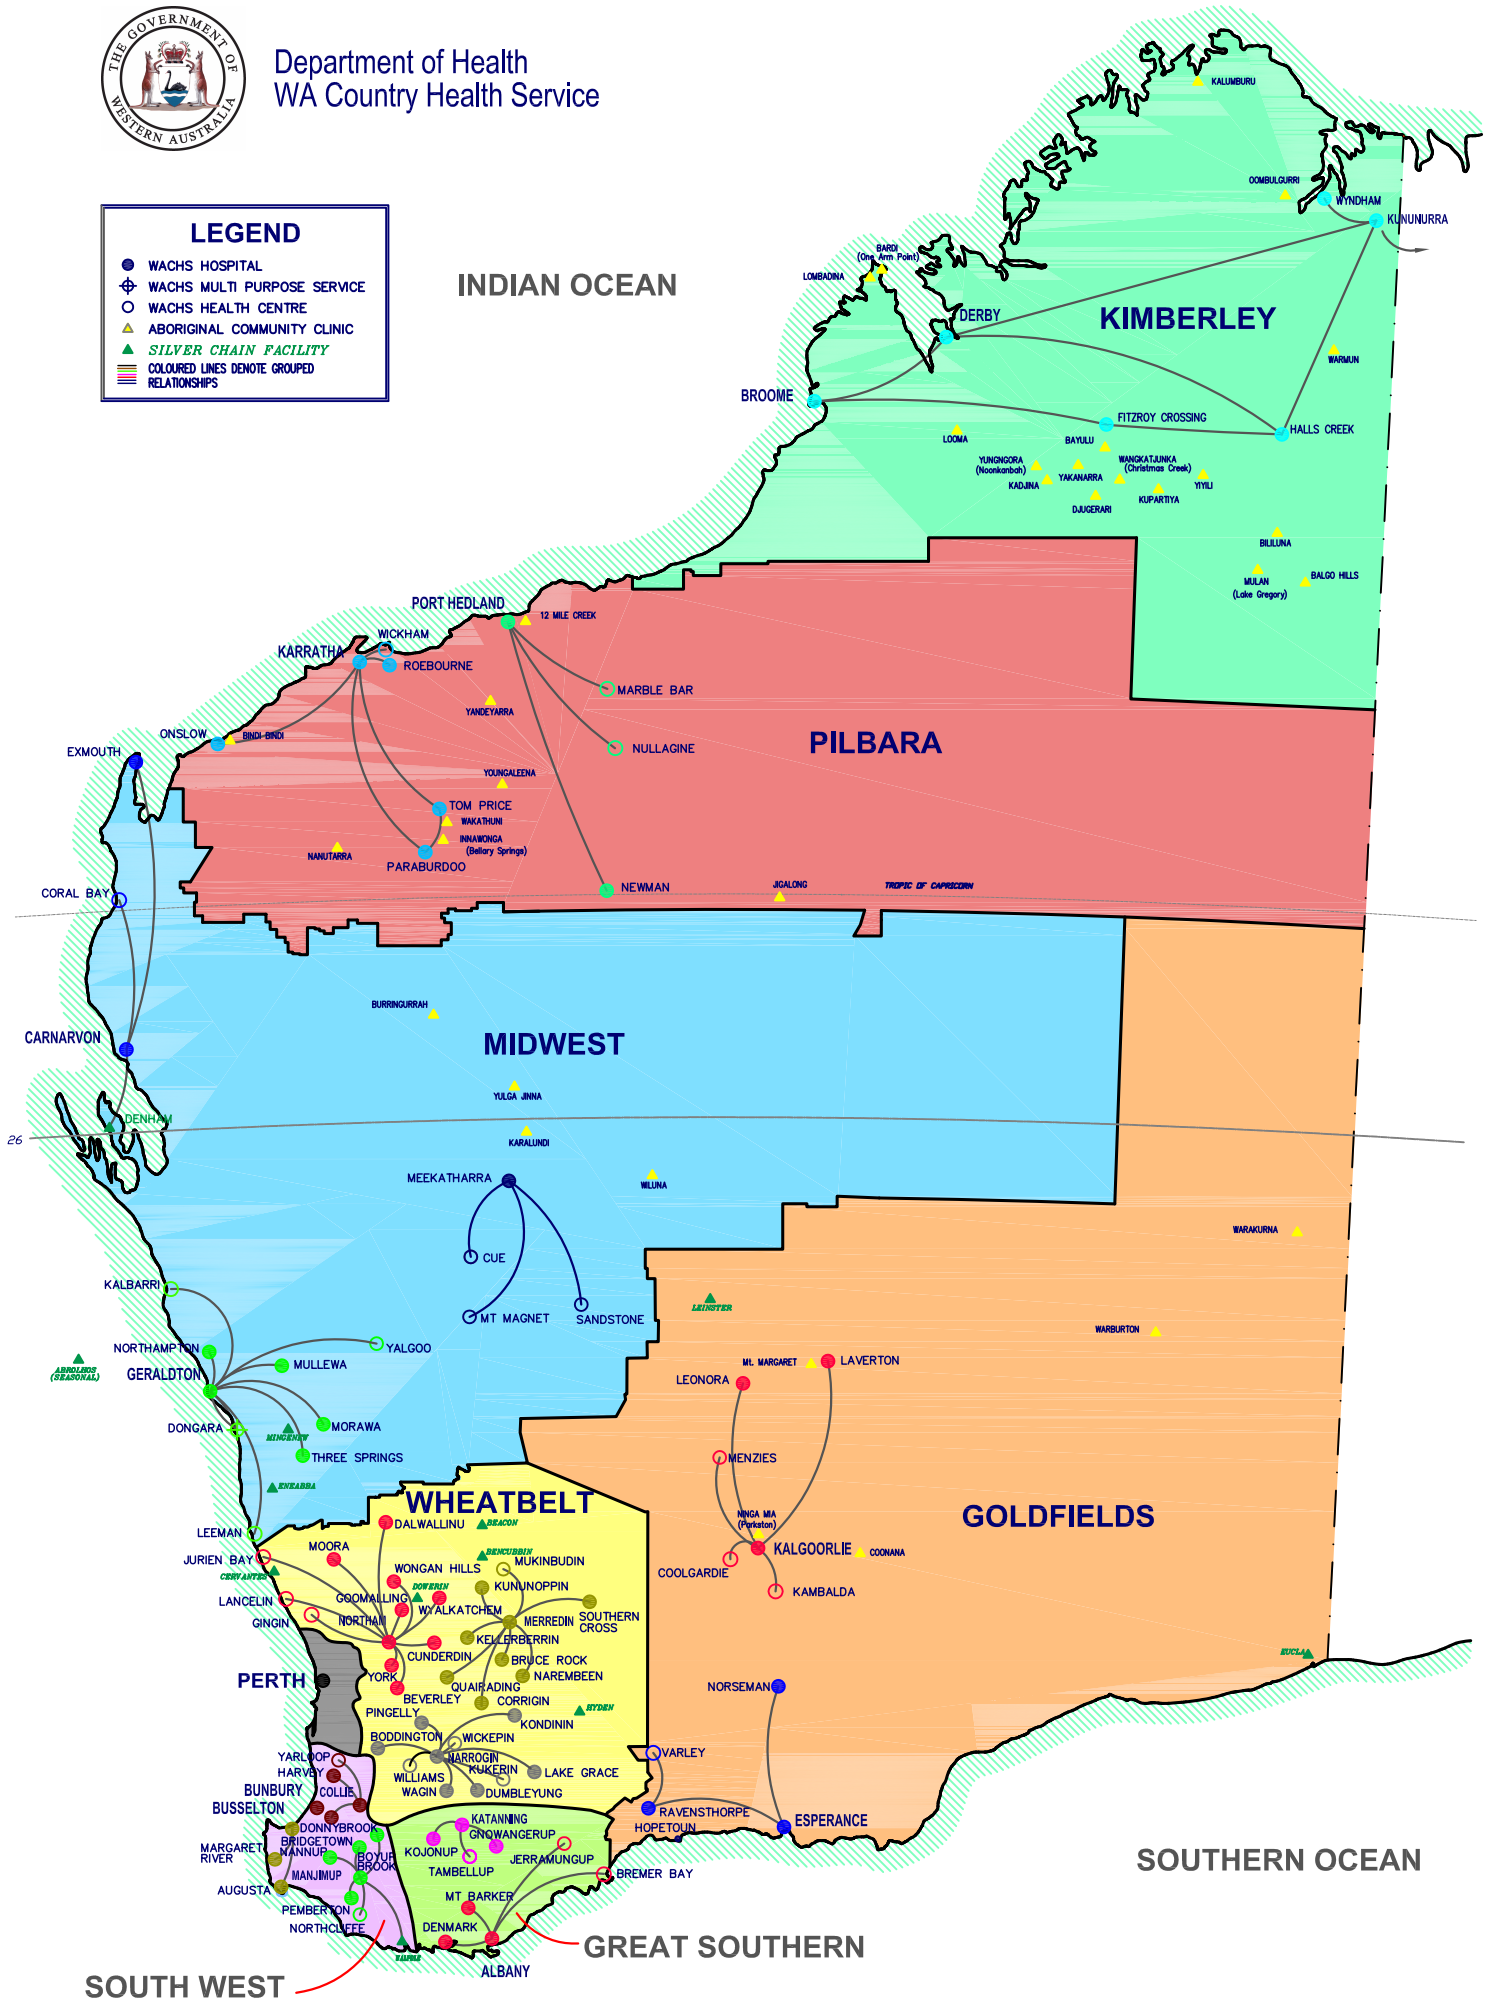 THE GOVERNMENT OF
WESTERN AUSTRALIA
Department of Health
WA Country Health Service
LEGEND
WACHS HOSPITAL
WACHS MULTI PURPOSE SERVICE
WACHS HEALTH CENTRE
ABORIGINAL COMMUNITY CLINIC
SILVER CHAIN FACILITY
COLOURED LINES DENOTE GROUPED
RELATIONSHIPS
INDIAN OCEAN
KALUMBURU
OOMBULGURRI
WYNDHAM
KUNUNURRA
BARDI
(One Arm Point)
LOMBADINA
DERBY
KIMBERLEY
WARMUN
BROOME
FITZROY CROSSING
HALLS CREEK
LOOMA
BAYULU
YUNGNGORA
(Noonkanbah)
WANGKATJUNKA
(Christmas Creek)
KADJINA
YAKANARRA
YIYILI
KUPARTIYA
DJUGERARI
BILILUNA
MULAN
(Lake Gregory)
BALGO HILLS
PORT HEDLAND
12 MILE CREEK
WICKHAM
KARRATHA
ROEBOURNE
MARBLE BAR
YANDEYARRA
ONSLOW
BINDI BINDI
EXMOUTH
NULLAGINE
PILBARA
YOUNGALEENA
TOM PRICE
WAKATHUNI
INNAWONGA
(Bellary Springs)
NANUTARRA
PARABURDOO
NEWMAN
JIGALONG
TROPIC OF CAPRICORN
CORAL BAY
BURRINGURRAH
CARNARVON
MIDWEST
YULGA JINNA
DENHAM
26
KARALUNDI
MEEKATHARRA
WILUNA
WARAKURNA
CUE
KALBARRI
MT MAGNET
SANDSTONE
LEINSTER
WARBURTON
NORTHAMPTON
YALGOO
MULLEWA
ABROLHOS
(SEASONAL)
GERALDTON
Mt. MARGARET
LAVERTON
LEONORA
DONGARA
MINGENEW
MORAWA
THREE SPRINGS
MENZIES
ENEABBA
WHEATBELT
GOLDFIELDS
LEEMAN
DALWALLINU
BEACON
NINGA MIA
(Parkston)
JURIEN BAY
MOORA
BENCUBBIN
MUKINBUDIN
KALGOORLIE
COONANA
CERVANTES
WONGAN HILLS
COOLGARDIE
KAMBALDA
KUNUNOPPIN
LANCELIN
GOOMALLING
DOWERIN
GINGIN
NORTHAM
WYALKATCHEM
MERREDIN
SOUTHERN
CROSS
KELLERBERRIN
CUNDERDIN
BRUCE ROCK
EUCLA
PERTH
YORK
QUAIRADING
NAREMBEEN
NORSEMAN
BEVERLEY
CORRIGIN
HYDEN
PINGELLY
KONDININ
BODDINGTON
WICKEPIN
YARLOOP
NARROGIN
VARLEY
HARVEY
WILLIAMS
KUKERIN
LAKE GRACE
BUNBURY
COLLIE
WAGIN
DUMBLEYUNG
BUSSELTON
RAVENSTHORPE
ESPERANCE
DONNYBROOK
KATANNING
HOPETOUN
BRIDGETOWN
GNOWANGERUP
MARGARET
RIVER
NANNUP
BOYUP
BROOK
KOJONUP
JERRAMUNGUP
MANJIMUP
TAMBELLUP
BREMER BAY
SOUTHERN OCEAN
AUGUSTA
MT BARKER
PEMBERTON
NORTHCLIFFE
DENMARK
WALPOLE
GREAT SOUTHERN
ALBANY
SOUTH WEST